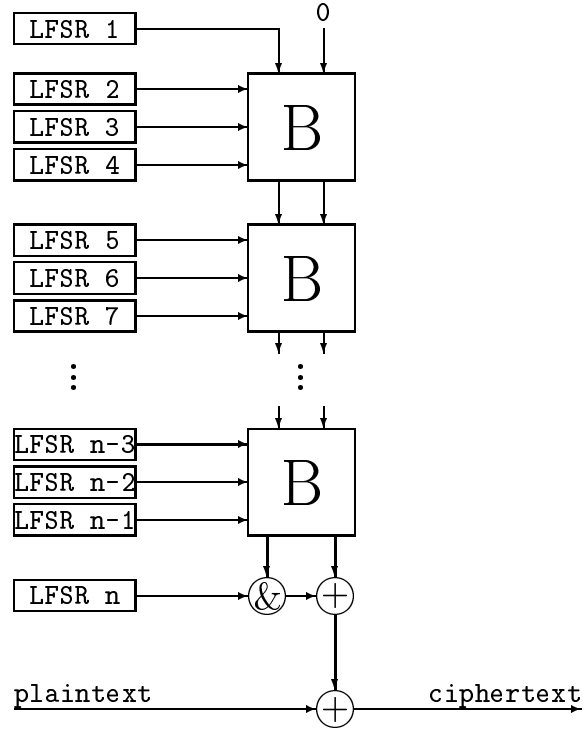 0
LFSR 1
LFSR 2
LFSR 3
LFSR 4
B
LFSR 5
LFSR 6
LFSR 7
B
LFSR n-3
LFSR n-2
LFSR n-1
B
LFSR n
&
+
plaintext
+
ciphertext